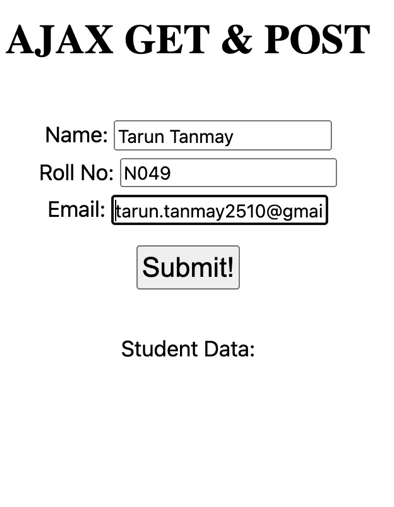 AJAX GET & POST
Name: Tarun Tanmay
Roll No: N049
Email: tarun.tanmay2510@gmai
Submit!
Student Data: